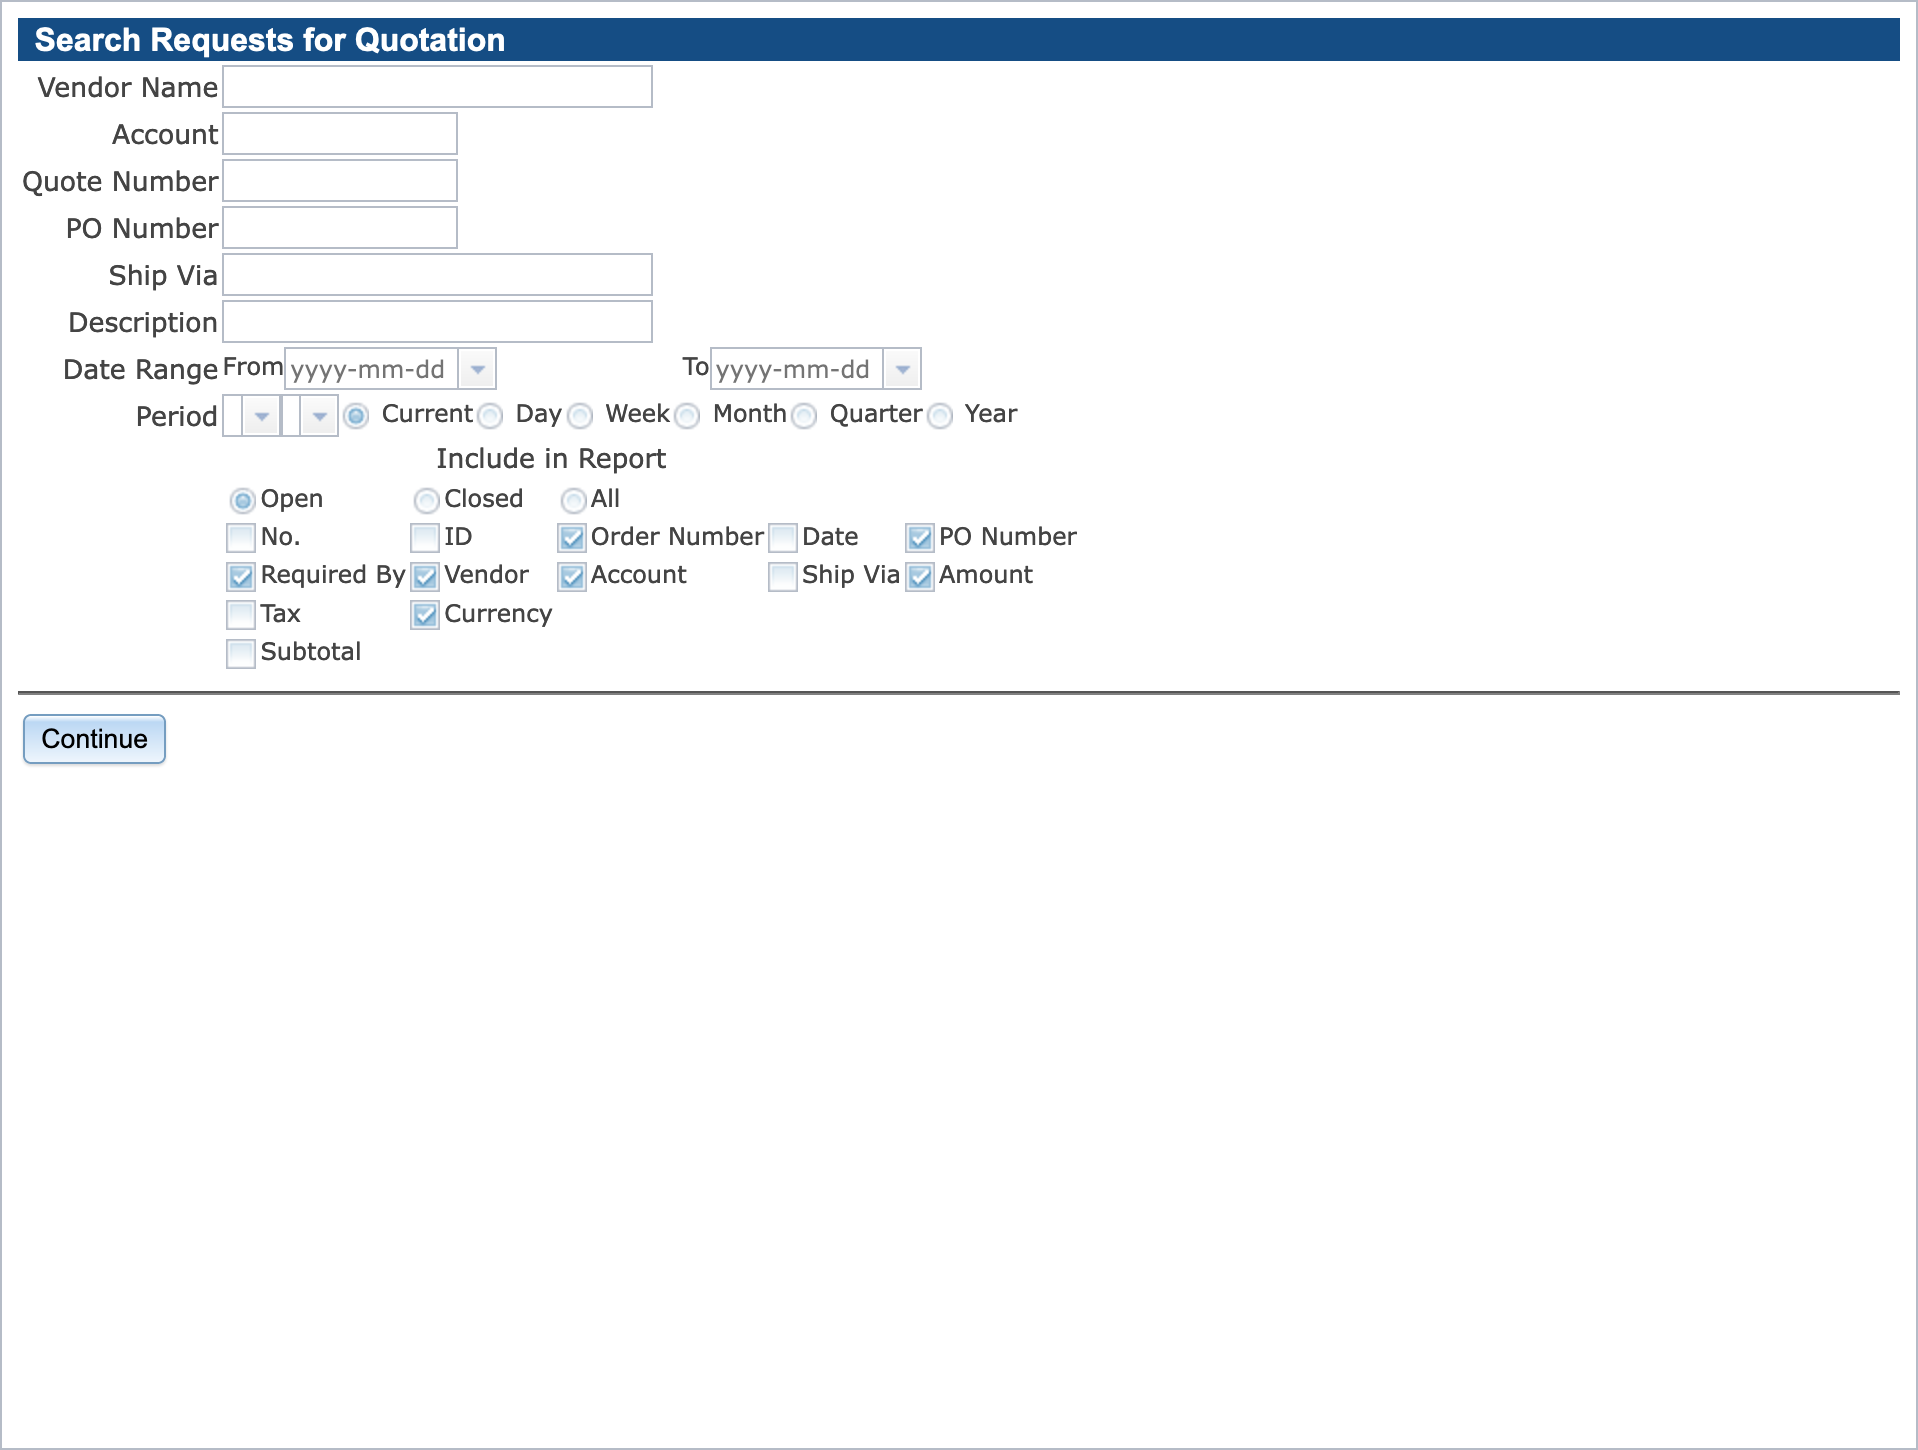 Search Requests for Quotation
Vendor Name
Account
Quote Number
PO Number
Ship Via
Description
Date Range From yyyy-mm-dd To yyyy-mm-dd
Period Current Day Week Month Quarter Year
Include in Report
Open Closed All
No. ID Order Number Date PO Number
Required By Vendor Account Ship Via Amount
Tax Currency
Subtotal
Continue